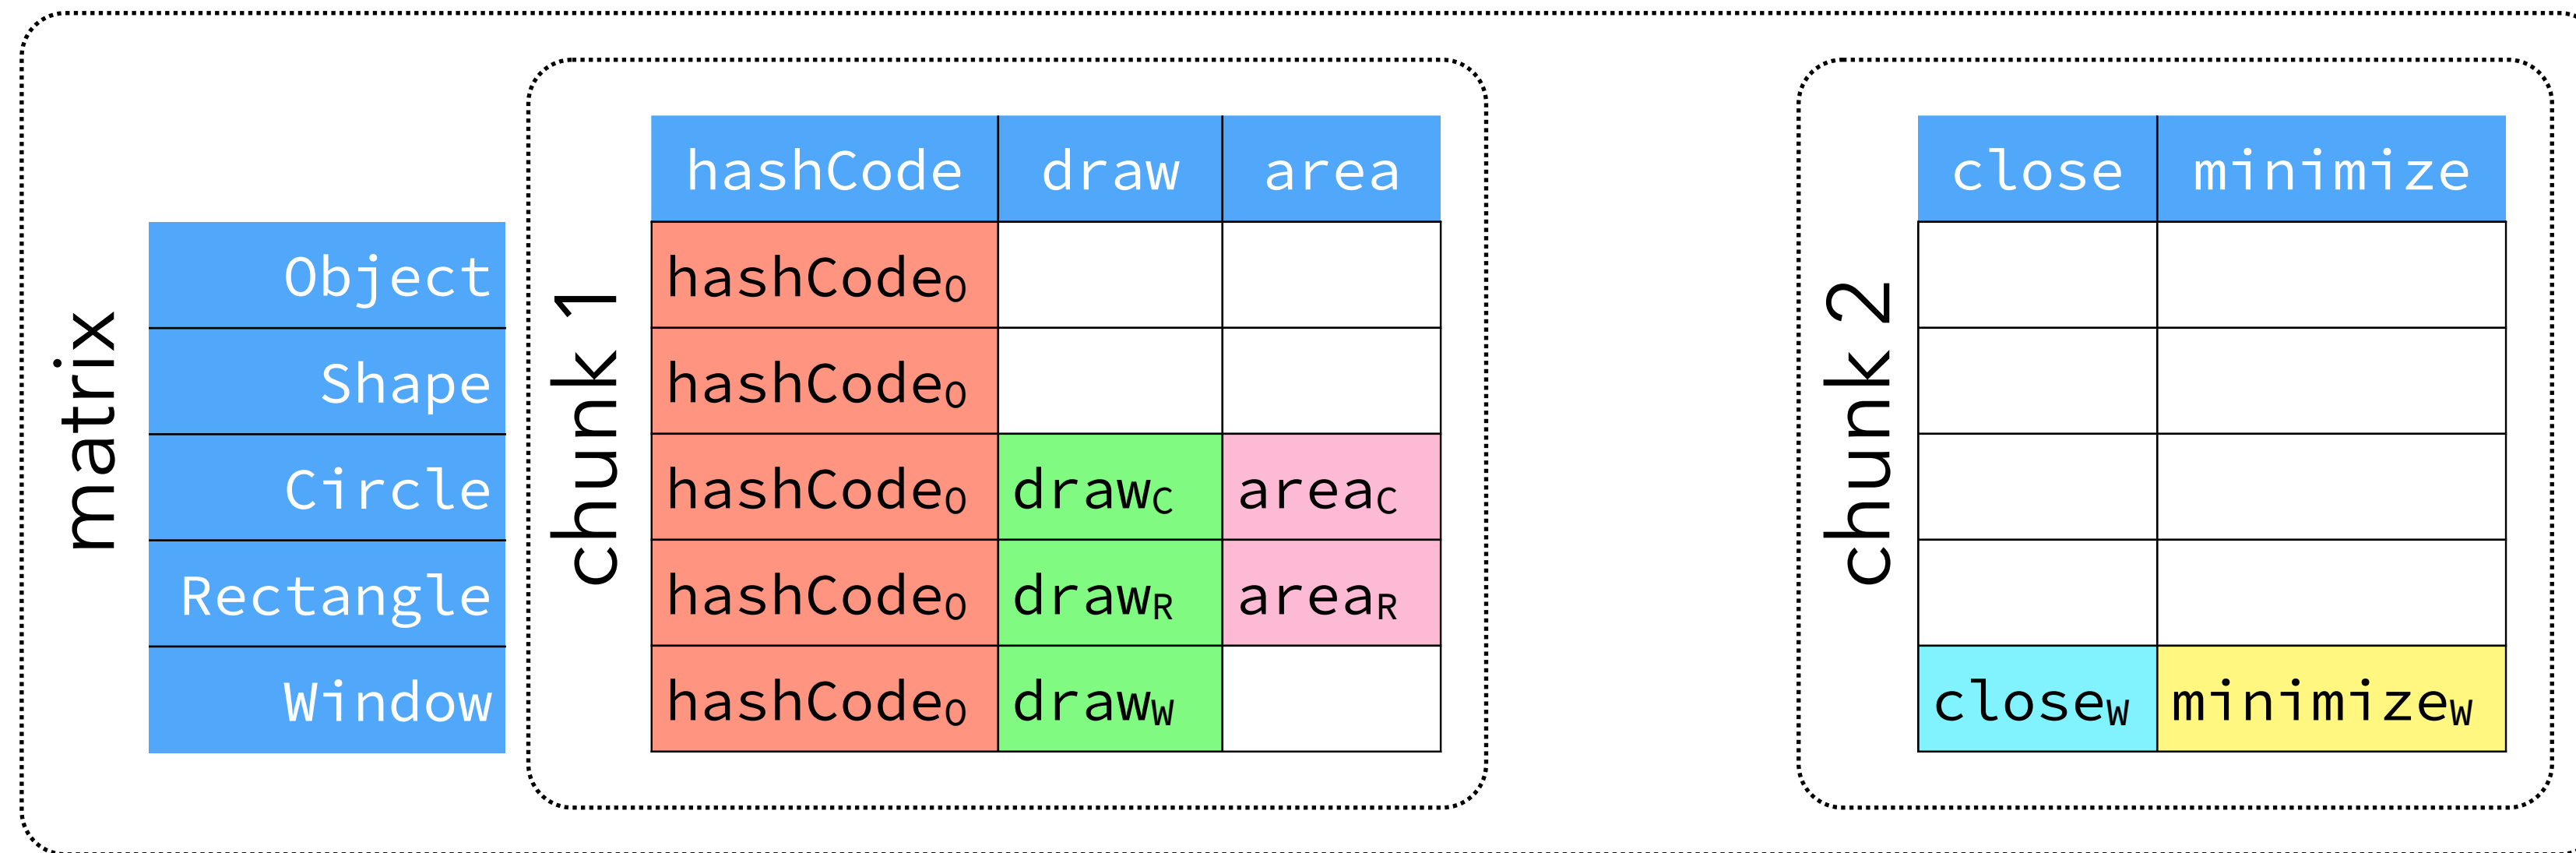 matrix
chunk 1
chunk 2
hashCode draw area close minimize
Object hashCodeO
Shape hashCodeO
Circle hashCodeO drawC areaC
Rectangle hashCodeO drawR areaR
Window hashCodeO drawW closeW minimizeW